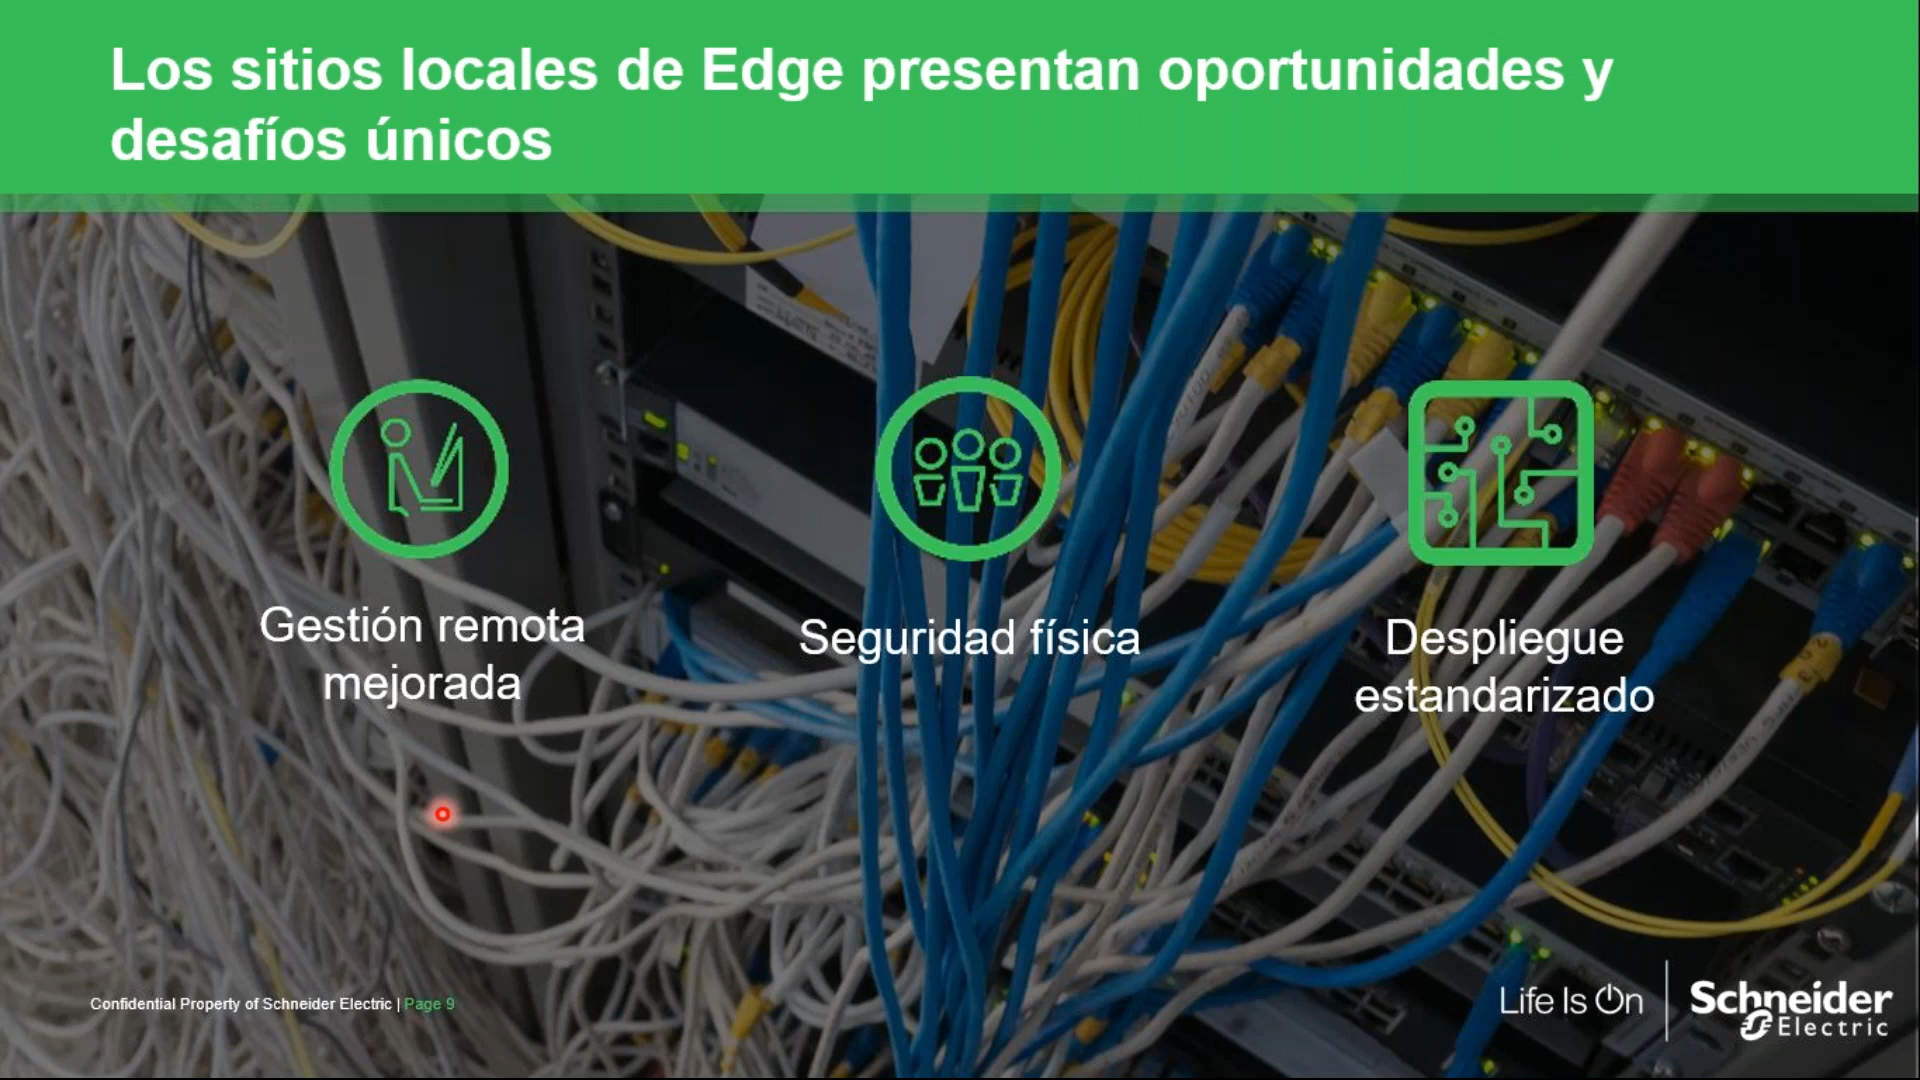 Los sitios locales de Edge presentan oportunidades y
desafíos únicos
Gestión remota
mejorada
Seguridad física
Despliegue
estandarizado
Confidential Property of Schneider Electric | Page 9
Life Is On
Schneider
Electric